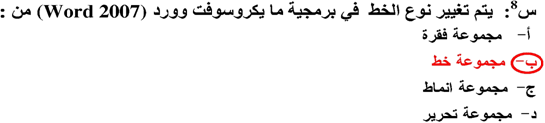 س8: يتم تغيير نوع الخط في برمجية ما يكروسوفت وورد (Word 2007) من :
أ- مجموعة فقرة
ب- مجموعة خط
ج- مجموعة انماط
د- مجموعة تحرير